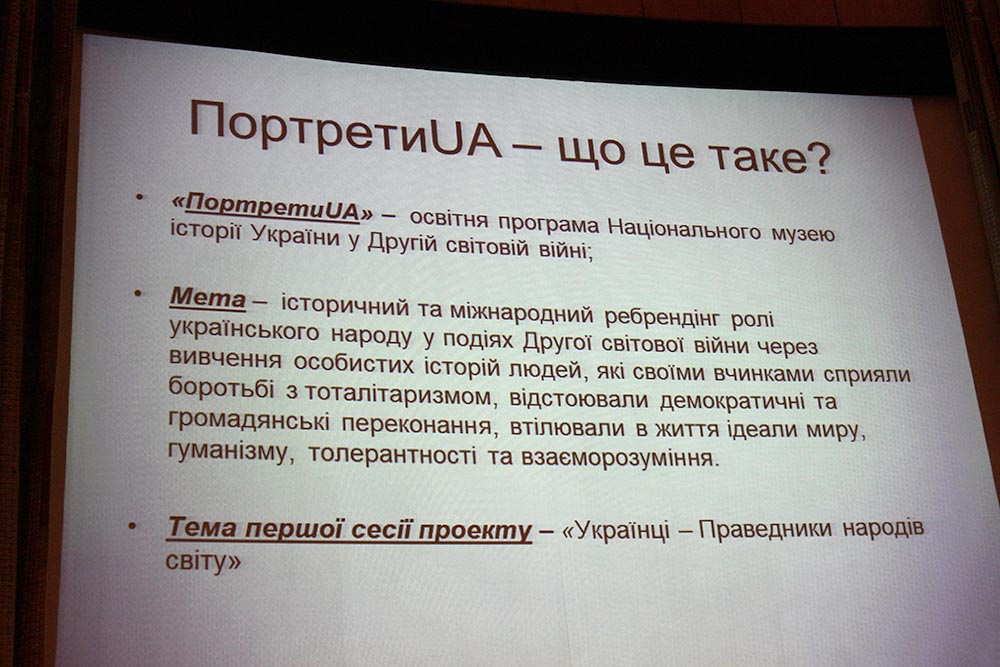 ПортретиUA – що це таке?
• «ПортретиUA» – освітня програма Національного музею
історії України у Другій світовій війні;
• Мета – історичний та міжнародний ребрендінг ролі
українського народу у подіях Другої світової війни через
вивчення особистих історій людей, які своїми вчинками сприяли
боротьбі з тоталітаризмом, відстоювали демократичні та
громадянські переконання, втілювали в життя ідеали миру,
гуманізму, толерантності та взаєморозуміння.
• Тема першої сесії проекту – «Українці – Праведники народів
світу»